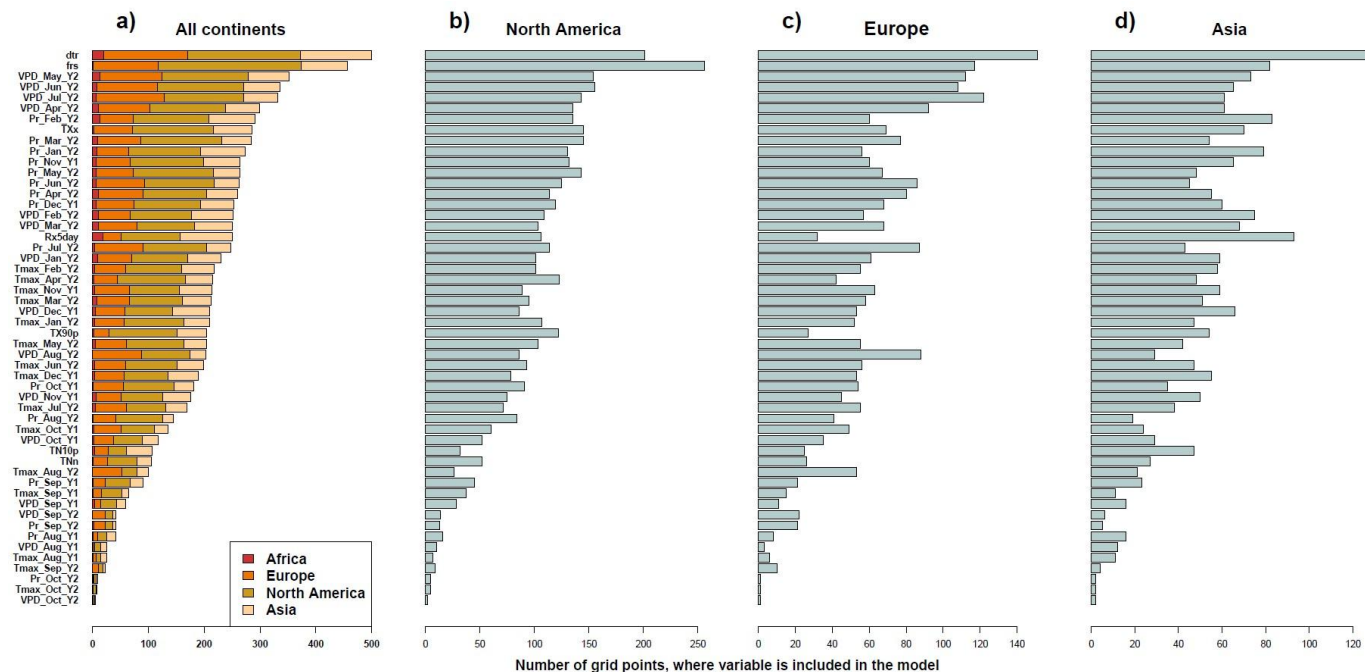 a)
All continents
b)
North America
c)
Europe
d)
Asia
dtr
frs
VPD_May_Y2
VPD_Jun_Y2
VPD_Jul_Y2
VPD_Apr_Y2
Pr_Feb_Y2
TXx
Pr_Mar_Y2
Pr_Jan_Y2
Pr_Nov_Y1
Pr_May_Y2
Pr_Jun_Y2
Pr_Apr_Y2
Pr_Dec_Y1
VPD_Feb_Y2
VPD_Mar_Y2
Rx5day
Pr_Jul_Y2
VPD_Jan_Y2
Tmax_Feb_Y2
Tmax_Apr_Y2
Tmax_Nov_Y1
Tmax_Mar_Y2
VPD_Dec_Y1
Tmax_Jan_Y2
TX90p
Tmax_May_Y2
VPD_Aug_Y2
Tmax_Jun_Y2
Tmax_Dec_Y1
Pr_Oct_Y1
VPD_Nov_Y1
Tmax_Jul_Y2
Pr_Aug_Y2
Tmax_Oct_Y1
VPD_Oct_Y1
TN10p
TNn
Tmax_Aug_Y2
Pr_Sep_Y1
Tmax_Sep_Y1
VPD_Sep_Y1
VPD_Sep_Y2
Pr_Sep_Y2
Pr_Aug_Y1
VPD_Aug_Y1
Tmax_Aug_Y1
Tmax_Sep_Y2
Pr_Oct_Y2
Tmax_Oct_Y2
VPD_Oct_Y2
Africa
Europe
North America
Asia
0 100 200 300 400 500
0 50 100 150 200 250
0 20 40 60 80 100 120 140
0 20 40 60 80 100 120
Number of grid points, where variable is included in the model